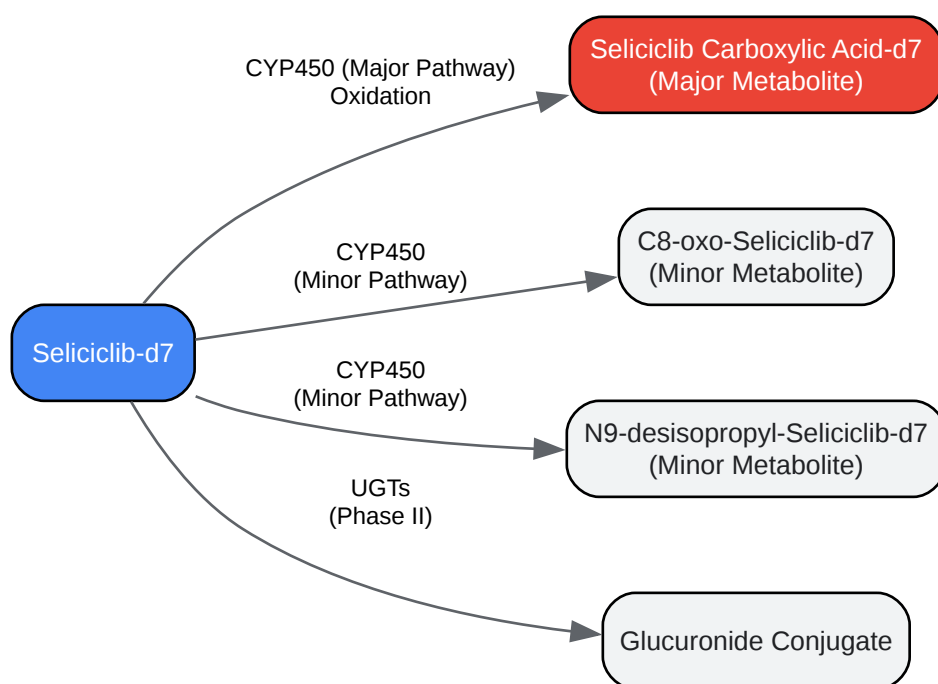 Seliciclib Carboxylic Acid-d7
(Major Metabolite)
CYP450 (Major Pathway)
Oxidation
C8-oxo-Seliciclib-d7
(Minor Metabolite)
CYP450
(Minor Pathway)
Seliciclib-d7
CYP450
(Minor Pathway)
N9-desisopropyl-Seliciclib-d7
(Minor Metabolite)
UGTs
(Phase II)
Glucuronide Conjugate